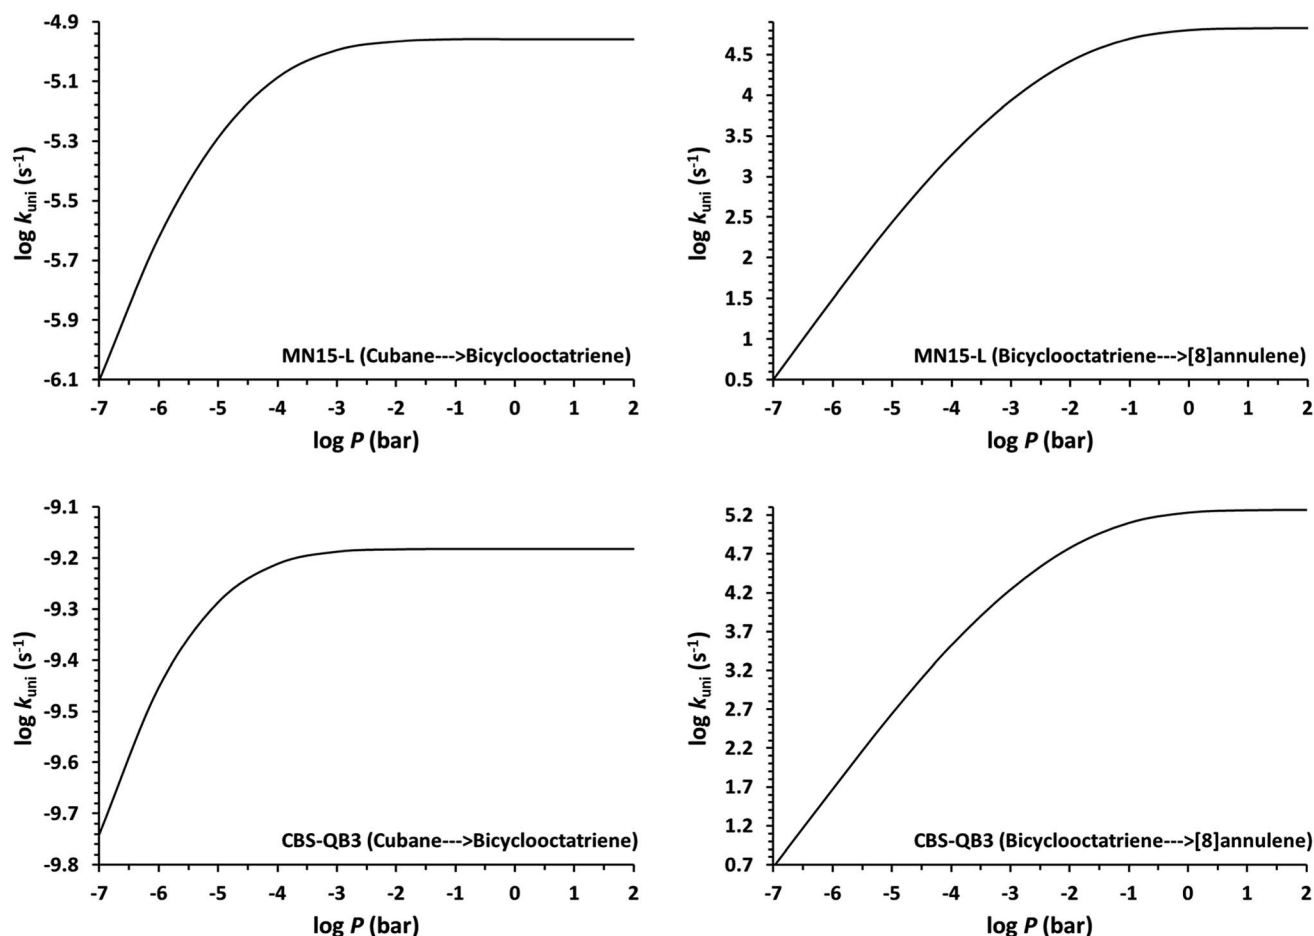 -4.9
-5.1
-5.3
-5.5
-5.7
-5.9
-6.1
log kuni (s-1)
MN15-L (Cubane--->Bicyclooctatriene)
-7 -6 -5 -4 -3 -2 -1 0 1 2
log P (bar)
4.5
4
3.5
3
2.5
2
1.5
1
0.5
log kuni (s-1)
MN15-L (Bicyclooctatriene--->[8]annulene)
-7 -6 -5 -4 -3 -2 -1 0 1 2
log P (bar)
-9.1
-9.2
-9.3
-9.4
-9.5
-9.6
-9.7
-9.8
log kuni (s-1)
CBS-QB3 (Cubane--->Bicyclooctatriene)
-7 -6 -5 -4 -3 -2 -1 0 1 2
log P (bar)
5.2
4.7
4.2
3.7
3.2
2.7
2.2
1.7
1.2
0.7
log kuni (s-1)
CBS-QB3 (Bicyclooctatriene--->[8]annulene)
-7 -6 -5 -4 -3 -2 -1 0 1 2
log P (bar)